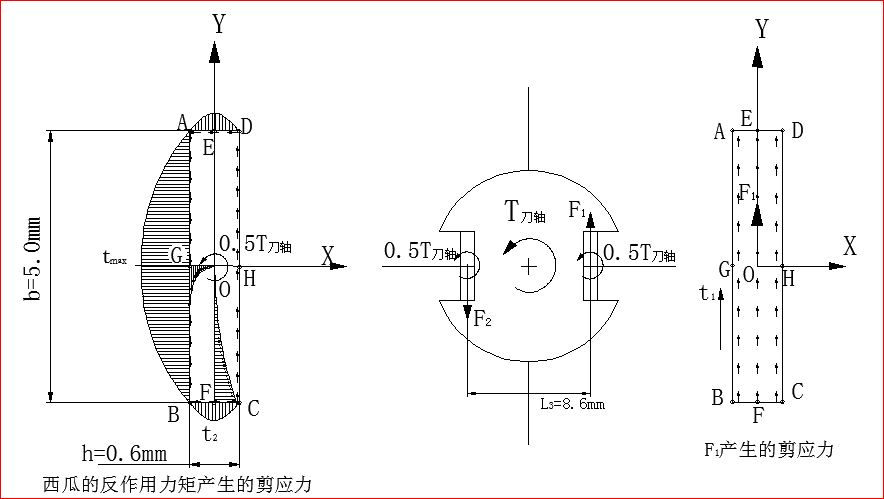 Y
A
D
E
b=5.0mm
tmax
G
0.5T刀轴
X
O
H
F
B
C
t2
h=0.6mm
西瓜的反作用力矩产生的剪应力
T刀轴
F1
0.5T刀轴
0.5T刀轴
F2
L3=8.6mm
Y
A
E
D
F1
X
G
O
H
t1
B
C
F
F1产生的剪应力